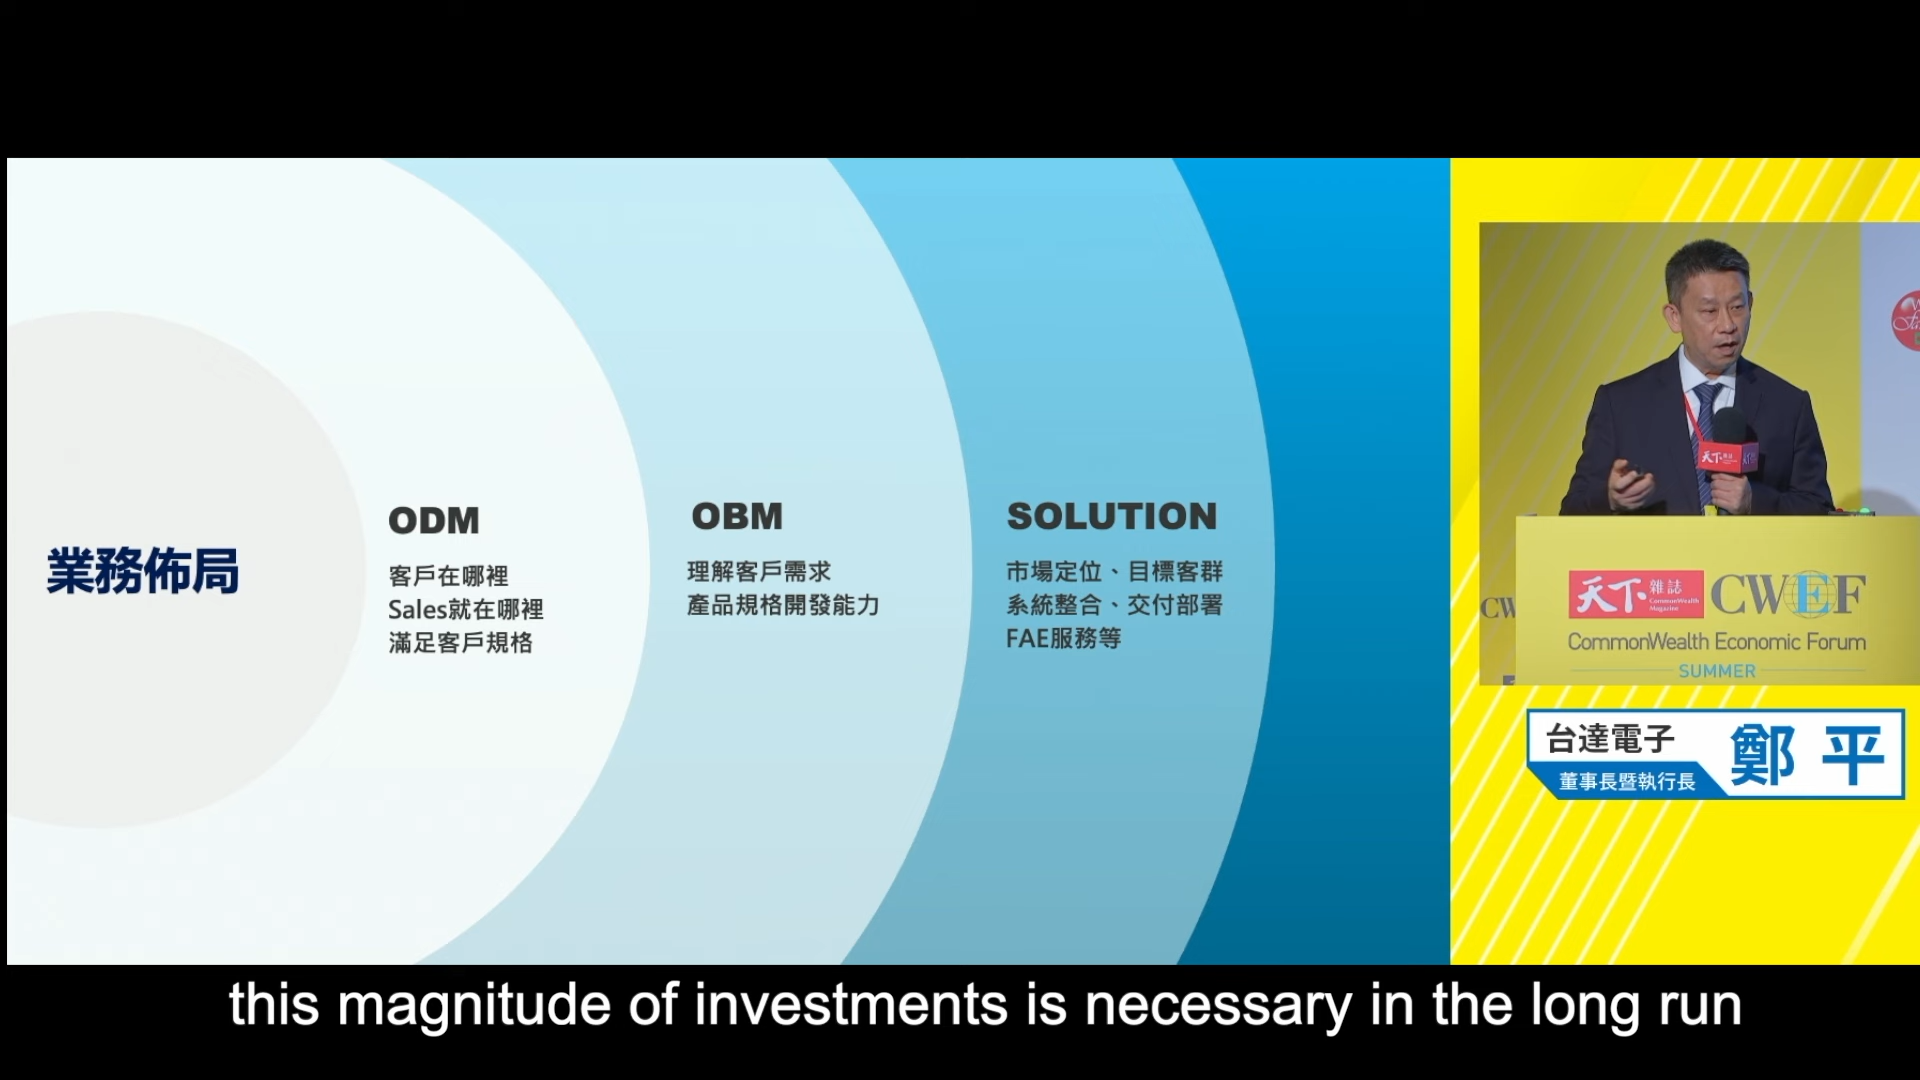 業務佈局
ODM
客戶在哪裡
Sales就在哪裡
滿足客戶規格
OBM
理解客戶需求
產品規格開發能力
SOLUTION
市場定位、目標客群
系統整合、交付部署
FAE服務等
天下
天下雜誌
CommonWealth
Magazine
CWEF
CommonWealth Economic Forum
SUMMER
CW
台達電子
董事長暨執行長
鄭平
this magnitude of investments is necessary in the long run